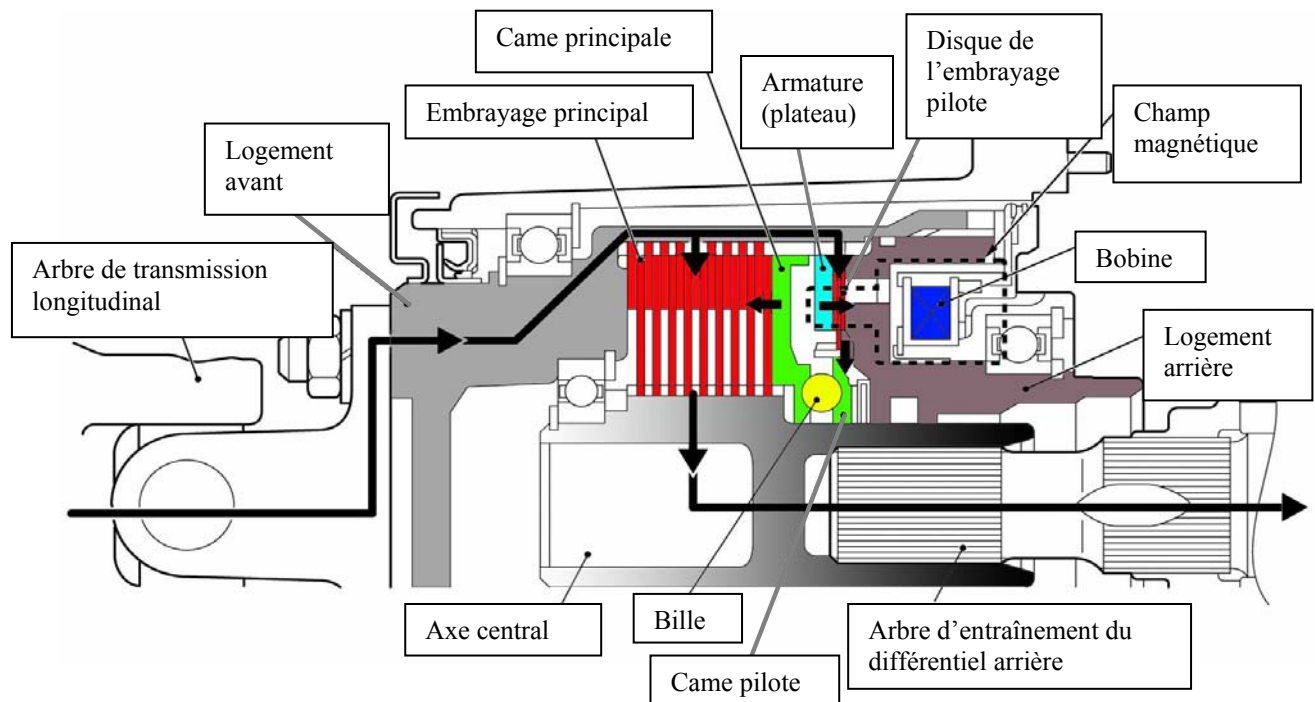 Came principale
Disque de
l'embrayage
pilote
Armature
(plateau)
Embrayage principal
Champ
magnétique
Logement
avant
Arbre de transmission
longitudinal
Bobine
Logement
arrière
Axe central
Bille
Arbre d'entraînement du
différentiel arrière
Came pilote